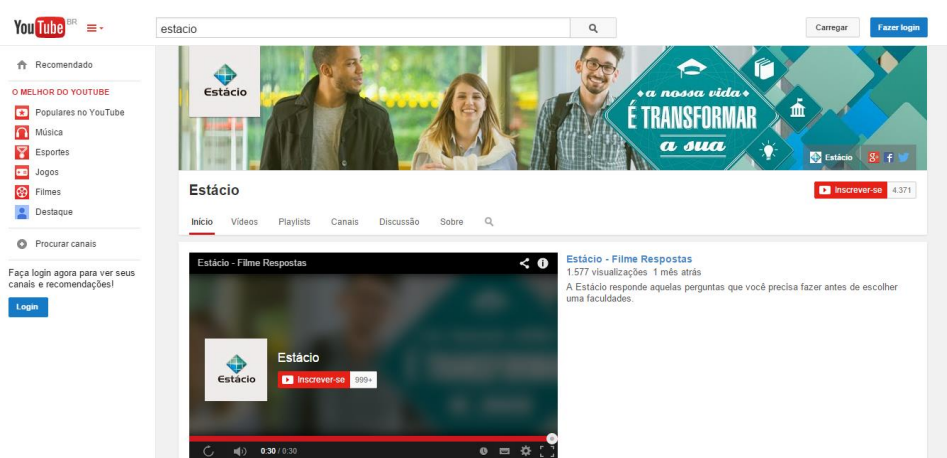 YouTube BR
estacio
Carregar
Fazer login
Recomendado
O MELHOR DO YOUTUBE
Populares no YouTube
Música
Esportes
Jogos
Filmes
Destaque
Procurar canais
Faça login agora para ver seus
canais e recomendações!
Login
Estácio
a nossa vida
É TRANSFORMAR
a sua
Estácio
Estácio
Inscrever-se 4.371
Início Vídeos Playlists Canais Discussão Sobre
Estácio - Filme Respostas
Estácio
Estácio
Inscrever-se 999+
0:30 / 0:30
Estácio - Filme Respostas
1.577 visualizações 1 mês atrás
A Estácio responde aquelas perguntas que você precisa fazer antes de escolher
uma faculdades.